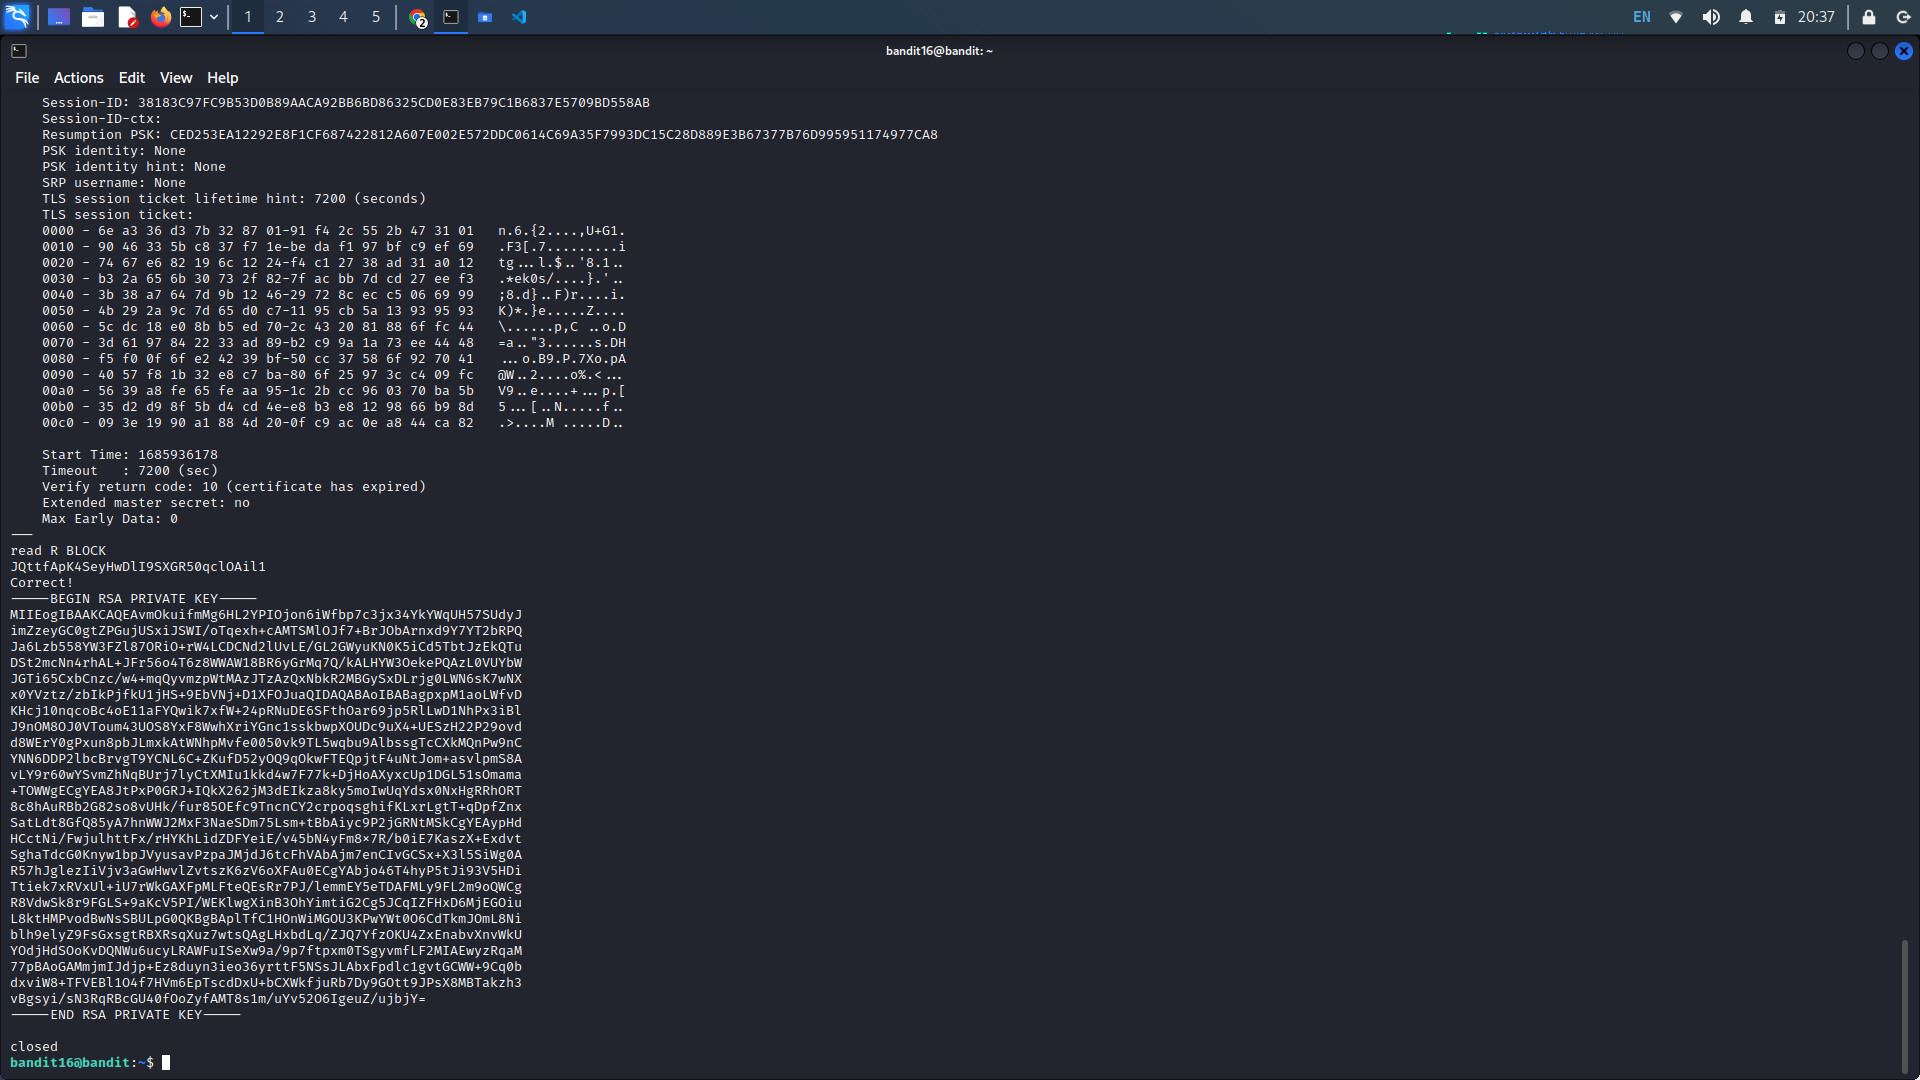 1 2 3 4 5
2
EN
20:37
bandit16@bandit: ~
File Actions Edit View Help
Session-ID: 38183C97FC9B53D0B89AACA92BB6BD86325CD0E83EB79C1B6837E5709BD558AB
Session-ID-ctx:
Resumption PSK: CED253EA12292E8F1CF687422812A607E002E572DDC0614C69A35F7993DC15C28D889E3B67377B76D995951174977CA8
PSK identity: None
PSK identity hint: None
SRP username: None
TLS session ticket lifetime hint: 7200 (seconds)
TLS session ticket:
0000 - 6e a3 36 d3 7b 32 87 01-91 f4 2c 55 2b 47 31 01   n.6.{2....,U+G1.
0010 - 90 46 33 5b c8 37 f7 1e-be da f1 97 bf c9 ef 69   .F3[.7.........i
0020 - 74 67 e6 82 19 6c 12 24-f4 c1 27 38 ad 31 a0 12   tg...l.$..'8.1..
0030 - b3 2a 65 6b 30 73 2f 82-7f ac bb 7d cd 27 ee f3   .*ek0s/....}.'..
0040 - 3b 38 a7 64 7d 9b 12 46-29 72 8c ec c5 06 69 99   ;8.d}..F)r....i.
0050 - 4b 29 2a 9c 7d 65 d0 c7-11 95 cb 5a 13 93 95 93   K)*.}e.....Z....
0060 - 5c dc 18 e0 8b b5 ed 70-2c 43 20 81 88 6f fc 44   \......p,C ..o.D
0070 - 3d 61 97 84 22 33 ad 89-b2 c9 9a 1a 73 ee 44 48   =a.."3......s.DH
0080 - f5 f0 0f 6f e2 42 39 bf-50 cc 37 58 6f 92 70 41   ...o.B9.P.7Xo.pA
0090 - 40 57 f8 1b 32 e8 c7 ba-80 6f 25 97 3c c4 09 fc   @W..2....o%.<...
00a0 - 56 39 a8 fe 65 fe aa 95-1c 2b cc 96 03 70 ba 5b   V9..e....+...p.[
00b0 - 35 d2 d9 8f 5b d4 cd 4e-e8 b3 e8 12 98 66 b9 8d   5...[..N.....f..
00c0 - 09 3e 19 90 a1 88 4d 20-0f c9 ac 0e a8 44 ca 82   .>....M .....D..
Start Time: 1685936178
Timeout   : 7200 (sec)
Verify return code: 10 (certificate has expired)
Extended master secret: no
Max Early Data: 0
---
read R BLOCK
JQttfApK4SeyHwDlI9SXGR50qclOAil1
Correct!
-----BEGIN RSA PRIVATE KEY-----
MIIEogIBAAKCAQEAvmOkuifmMg6HL2YPIOjon6iWfbp7c3jx34YkYWqUH57SUdyJ
imZzeyGC0gtZPGujUSxiJSWI/oTqexh+cAMTSMlOJf7+BrJObArnxd9Y7YT2bRPQ
Ja6Lzb558YW3FZl87ORiO+rW4LCDCNd2lUvLE/GL2GWyuKN0K5iCd5TbtJzEkQTu
DSt2mcNn4rhAL+JFr56o4T6z8WWAW18BR6yGrMq7Q/kALHYW3OekePQAzL0VUYbW
JGTi65CxbCnzc/w4+mqQyvmzpWtMAzJTzAzQxNbkR2MBGySxDLrjg0LWN6sK7wNX
x0YVztz/zbIkPjfkU1jHS+9EbVNj+D1XFOJuaQIDAQABAoIBABagpxpM1aoLWfvD
KHcj10nqcoBc4oE11aFYQwik7xfW+24pRNuDE6SFthOar69jp5RlLwD1NhPx3iBl
J9nOM8OJ0VToum43UOS8YxF8WwhXriYGnc1sskbwpXOUDc9uX4+UESzH22P29ovd
d8WErY0gPxun8pbJLmxkAtWNhpMvfe0050vk9TL5wqbu9AlbssgTcCXkMQnPw9nC
YNN6DDP2lbcBrvgT9YCNL6C+ZKufD52yOQ9qOkwFTEQpjtF4uNtJom+asvlpmS8A
vLY9r60wYSvmZhNqBUrj7lyCtXMIu1kkd4w7F77k+DjHoAXyxcUp1DGL51sOmama
+TOWWgECgYEA8JtPxP0GRJ+IQkX262jM3dEIkza8ky5moIwUqYdsx0NxHgRRhORT
8c8hAuRBb2G82so8vUHk/fur85OEfc9TncnCY2crpoqsghifKLxrLgtT+qDpfZnx
SatLdt8GfQ85yA7hnWWJ2MxF3NaeSDm75Lsm+tBbAiyc9P2jGRNtMSkCgYEAypHd
HCctNi/FwjulhttFx/rHYKhLidZDFYeiE/v45bN4yFm8x7R/b0iE7KaszX+Exdvt
SghaTdcG0Knyw1bpJVyusavPzpaJMjdJ6tcFhVAbAjm7enCIvGCSx+X3l5SiWg0A
R57hJglezIiVjv3aGwHwvlZvtszK6zV6oXFAu0ECgYAbjo46T4hyP5tJi93V5HDi
Ttiek7xRVxUl+iU7rWkGAXFpMLFteQEsRr7PJ/lemmEY5eTDAFMLy9FL2m9oQWCg
R8VdwSk8r9FGLS+9aKcV5PI/WEKlwgXinB3OhYimtiG2Cg5JCqIZFHxD6MjEGOiu
L8ktHMPvodBwNsSBULpG0QKBgBAplTfC1HOnWiMGOU3KPwYWt0O6CdTkmJOmL8Ni
blh9elyZ9FsGxsgtRBXRsqXuz7wtsQAgLHxbdLq/ZJQ7YfzOKU4ZxEnabvXnvWkU
YOdjHdSOoKvDQNWu6ucyLRAWFuISeXw9a/9p7ftpxm0TSgyvmfLF2MIAEwyzRqaM
77pBAoGAMmjmIJdjp+Ez8duyn3ieo36yrttF5NSsJLAbxFpdlc1gvtGCWW+9Cq0b
dxviW8+TFVEBl1O4f7HVm6EpTscdDxU+bCXWkfjuRb7Dy9GOtt9JPsX8MBTakzh3
vBgsyi/sN3RqRBcGU40fOoZyfAMT8s1m/uYv52O6IgeuZ/ujbjY=
-----END RSA PRIVATE KEY-----
closed
bandit16@bandit:~$